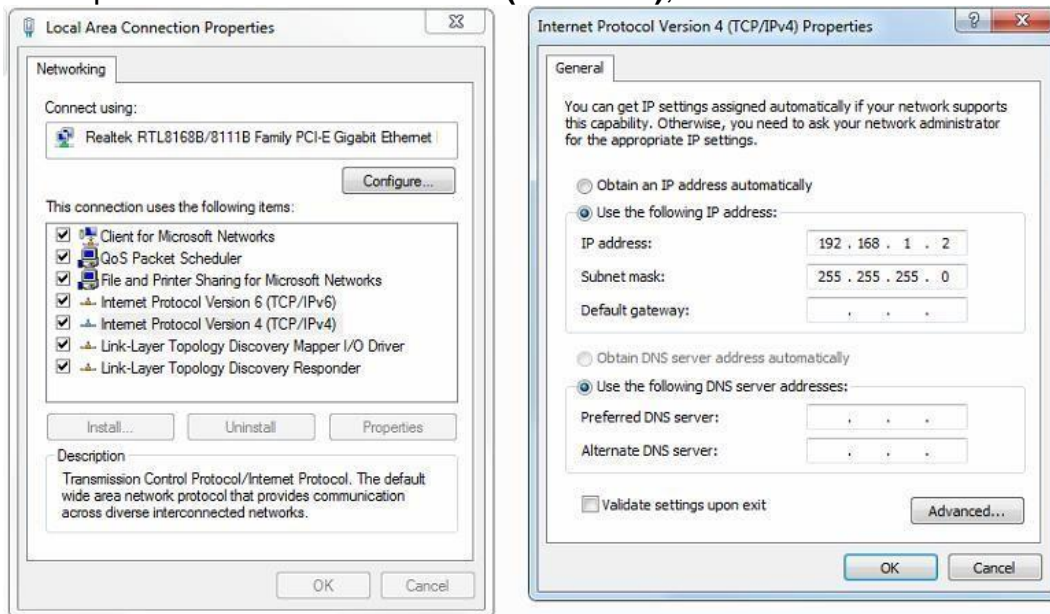 Local Area Connection Properties
Networking
Connect using:
Realtek RTL8168B/8111B Family PCI-E Gigabit Ethernet
Configure...
This connection uses the following items:
Client for Microsoft Networks
QoS Packet Scheduler
File and Printer Sharing for Microsoft Networks
Internet Protocol Version 6 (TCP/IPv6)
Internet Protocol Version 4 (TCP/IPv4)
Link-Layer Topology Discovery Mapper I/O Driver
Link-Layer Topology Discovery Responder
Install...
Uninstall
Properties
Description
Transmission Control Protocol/Internet Protocol. The default
wide area network protocol that provides communication
across diverse interconnected networks.
OK
Cancel
Internet Protocol Version 4 (TCP/IPv4) Properties
General
You can get IP settings assigned automatically if your network supports
this capability. Otherwise, you need to ask your network administrator
for the appropriate IP settings.
Obtain an IP address automatically
Use the following IP address:
IP address: 192 . 168 . 1 . 2
Subnet mask: 255 . 255 . 255 . 0
Default gateway: . . .
Obtain DNS server address automatically
Use the following DNS server addresses:
Preferred DNS server: . . .
Alternate DNS server: . . .
Validate settings upon exit
Advanced...
OK
Cancel